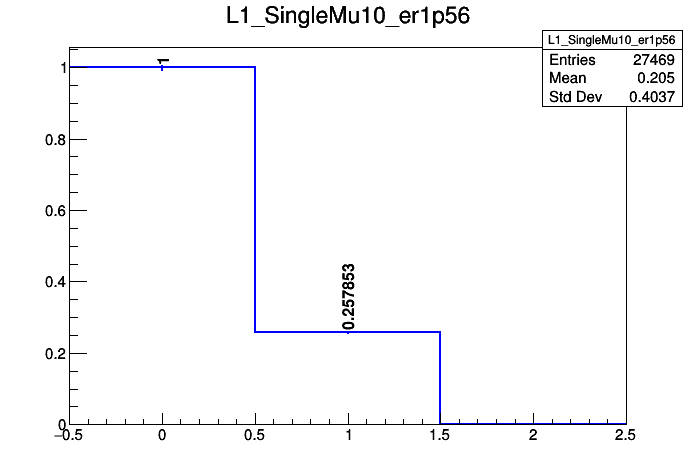 L1_SingleMu10_er1p56
L1_SingleMu10_er1p56
Entries 27469
Mean 0.205
Std Dev 0.4037
1
0.257853
1
0.8
0.6
0.4
0.2
0
−0.5 0 0.5 1 1.5 2 2.5